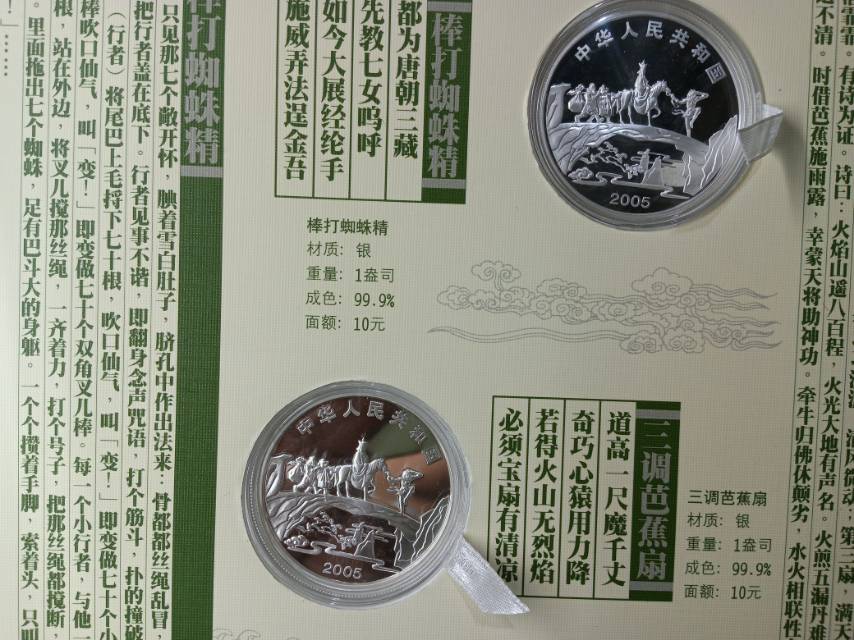 清风微动，第三扇，满天
霏霏。有诗为证。诗曰：火焰山遥八百程，火光大地有声名。火煎五漏丹难
不清。时借芭蕉施雨露，幸蒙天将助神功。牵牛归佛休颠劣，水火相联性
中华人民共和国
2005
棒打蜘蛛精
都为唐朝三藏
先教七女呜呼
如今大展经纶手
施威弄法逞金吾
棒打蜘蛛精
材质：银
重量：1盎司
成色：99.9%
面额：10元
三调芭蕉扇
道高一尺魔千丈
奇巧心猿用力降
若得火山无烈焰
必须宝扇有清凉
三调芭蕉扇
材质：银
重量：1盎司
成色：99.9%
面额：10元
中华人民共和国
2005
棒打蜘蛛精
只见那七个敞开怀，腆着雪白肚子，脐孔中作出法来：骨都都丝绳乱冒，
把行者盖在底下。行者见事不谐，即翻身念声咒语，打个筋斗，扑的撞破
（行者）将尾巴上毛捋下七十根，吹口仙气，叫「变！」即变做七十个小
棒吹口仙气，叫「变！」即变做七十个双角叉儿棒。每一个小行者，与他一
根，站在外边，将叉儿搅那丝绳，一齐着力，打个号子，把那丝绳都搅断，
。里面拖出七个蜘蛛，足有巴斗大的身躯。一个个攒着手脚，索着头，只叫
！……